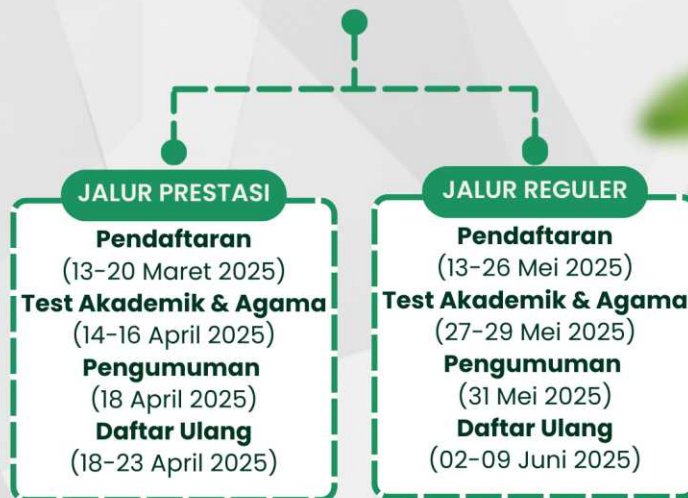 JALUR PRESTASI
Pendaftaran
(13-20 Maret 2025)
Test Akademik & Agama
(14-16 April 2025)
Pengumuman
(18 April 2025)
Daftar Ulang
(18-23 April 2025)
JALUR REGULER
Pendaftaran
(13-26 Mei 2025)
Test Akademik & Agama
(27-29 Mei 2025)
Pengumuman
(31 Mei 2025)
Daftar Ulang
(02-09 Juni 2025)